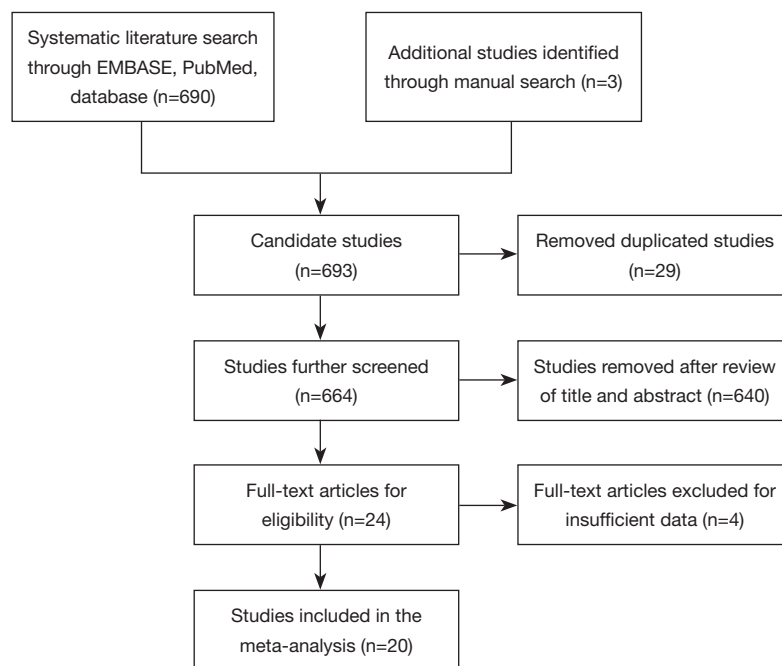 Systematic literature search
through EMBASE, PubMed,
database (n=690)
Additional studies identified
through manual search (n=3)
Candidate studies
(n=693)
Removed duplicated studies
(n=29)
Studies further screened
(n=664)
Studies removed after review
of title and abstract (n=640)
Full-text articles for
eligibility (n=24)
Full-text articles excluded for
insufficient data (n=4)
Studies included in the
meta-analysis (n=20)